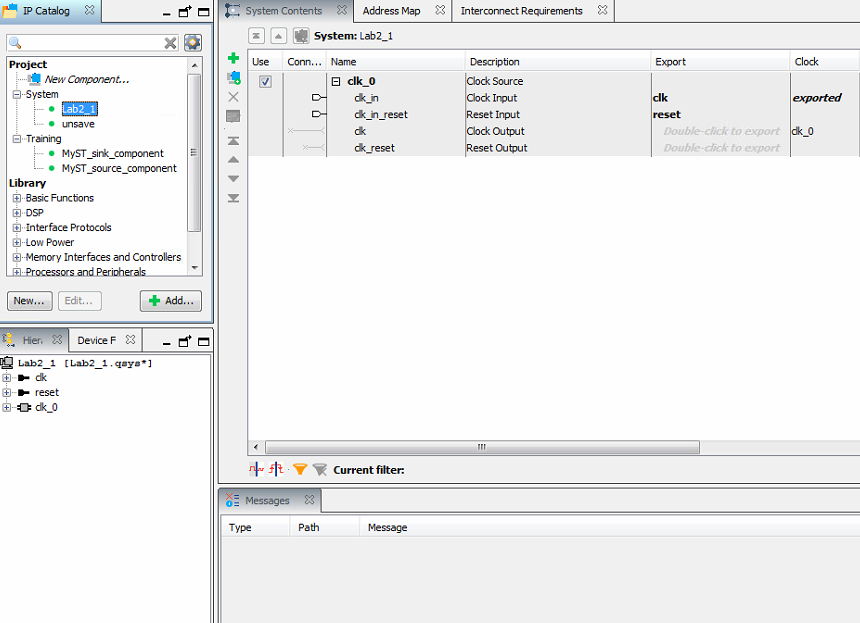 IP Catalog
Project
New Component...
System
Lab2_1
unsave
Training
MyST_sink_component
MyST_source_component
Library
Basic Functions
DSP
Interface Protocols
Low Power
Memory Interfaces and Controllers
Processors and Peripherals
New...
Edit...
Add...
Hier.
Device F
Lab2_1 [Lab2_1.qsys*]
clk
reset
clk_0
System Contents
Address Map
Interconnect Requirements
System: Lab2_1
Use Conn... Name Description Export Clock
clk_0 Clock Source
clk_in Clock Input clk exported
clk_in_reset Reset Input reset
clk Clock Output Double-click to export clk_0
clk_reset Reset Output Double-click to export
Current filter:
Messages
Type Path Message